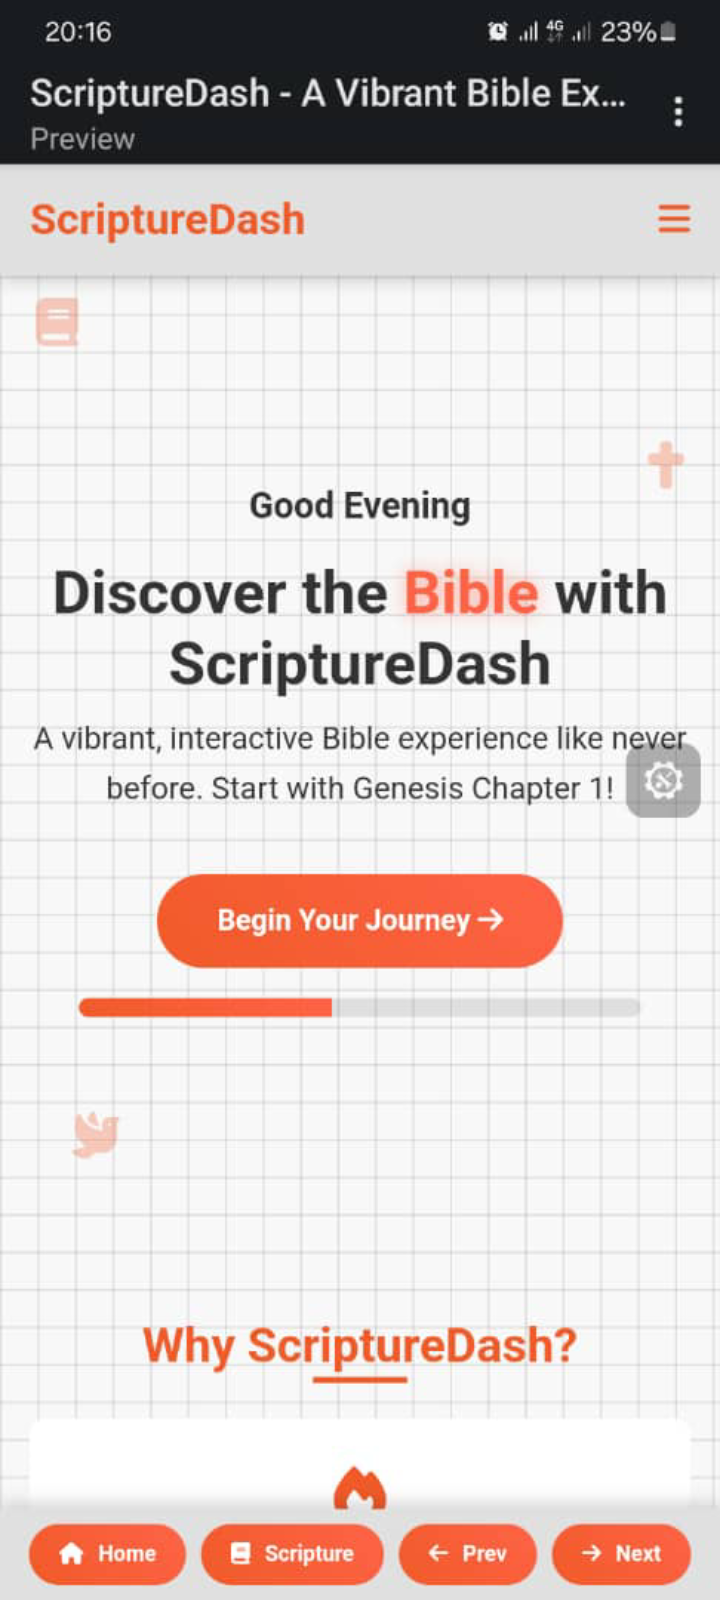 20:16 4G 23%
ScriptureDash - A Vibrant Bible Ex...
Preview
ScriptureDash
Good Evening
Discover the Bible with
ScriptureDash
A vibrant, interactive Bible experience like never
before. Start with Genesis Chapter 1!
Begin Your Journey →
Why ScriptureDash?
Home Scripture ← Prev → Next